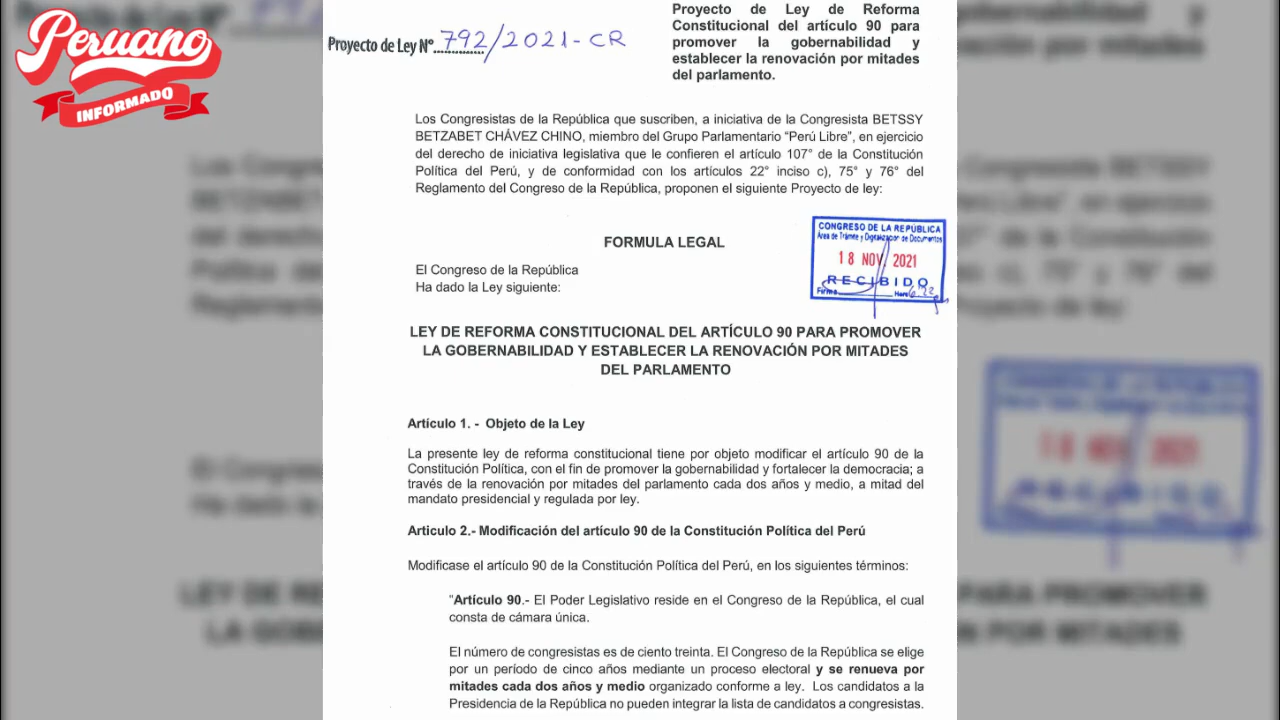 Peruano
INFORMADO
Proyecto de Ley N° 792/2021-CR
Proyecto de Ley de Reforma
Constitucional del artículo 90 para
promover la gobernabilidad y
establecer la renovación por mitades
del parlamento.
Los Congresistas de la República que suscriben, a iniciativa de la Congresista BETSSY
BETZABET CHÁVEZ CHINO, miembro del Grupo Parlamentario "Perú Libre", en ejercicio
del derecho de iniciativa legislativa que le confieren el artículo 107° de la Constitución
Política del Perú, y de conformidad con los artículos 22° inciso c), 75° y 76° del
Reglamento del Congreso de la República, proponen el siguiente Proyecto de ley:
CONGRESO DE LA REPÚBLICA
Área de Trámite y Digitalización de Documentos
18 NOV. 2021
RECIBIDO
Firma Hora
FORMULA LEGAL
El Congreso de la República
Ha dado la Ley siguiente:
LEY DE REFORMA CONSTITUCIONAL DEL ARTÍCULO 90 PARA PROMOVER
LA GOBERNABILIDAD Y ESTABLECER LA RENOVACIÓN POR MITADES
DEL PARLAMENTO
Artículo 1. - Objeto de la Ley
La presente ley de reforma constitucional tiene por objeto modificar el artículo 90 de la
Constitución Política, con el fin de promover la gobernabilidad y fortalecer la democracia; a
través de la renovación por mitades del parlamento cada dos años y medio, a mitad del
mandato presidencial y regulada por ley.
Articulo 2.- Modificación del artículo 90 de la Constitución Política del Perú
Modificase el artículo 90 de la Constitución Política del Perú, en los siguientes términos:
"Artículo 90.- El Poder Legislativo reside en el Congreso de la República, el cual
consta de cámara única.
El número de congresistas es de ciento treinta. El Congreso de la República se elige
por un período de cinco años mediante un proceso electoral y se renueva por
mitades cada dos años y medio organizado conforme a ley. Los candidatos a la
Presidencia de la República no pueden integrar la lista de candidatos a congresistas.